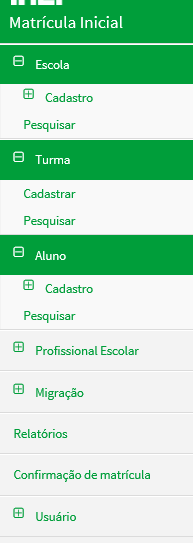 Matrícula Inicial
Escola
Cadastro
Pesquisar
Turma
Cadastrar
Pesquisar
Aluno
Cadastro
Pesquisar
Profissional Escolar
Migração
Relatórios
Confirmação de matrícula
Usuário